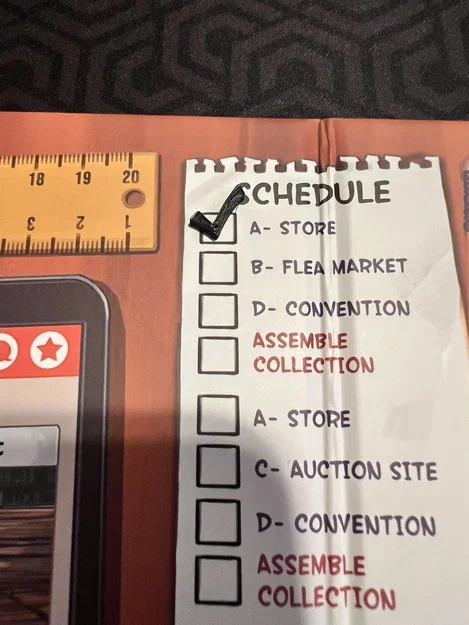 18 19 20
3 2 1
SCHEDULE
A- STORE
B- FLEA MARKET
D- CONVENTION
ASSEMBLE
COLLECTION
A- STORE
C- AUCTION SITE
D- CONVENTION
ASSEMBLE
COLLECTION